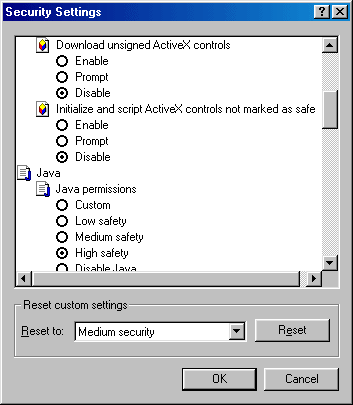 Security Settings
Download unsigned ActiveX controls
Enable
Prompt
Disable
Initialize and script ActiveX controls not marked as safe
Enable
Prompt
Disable
Java
Java permissions
Custom
Low safety
Medium safety
High safety
Disable Java
Reset custom settings
Reset to: Medium security Reset
OK Cancel